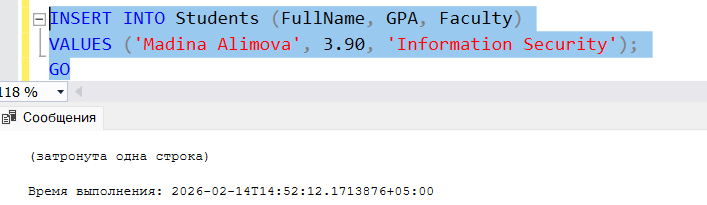 INSERT INTO Students (FullName, GPA, Faculty)
VALUES ('Madina Alimova', 3.90, 'Information Security');
GO
118 %
Сообщения
(затронута одна строка)
Время выполнения: 2026-02-14T14:52:12.1713876+05:00